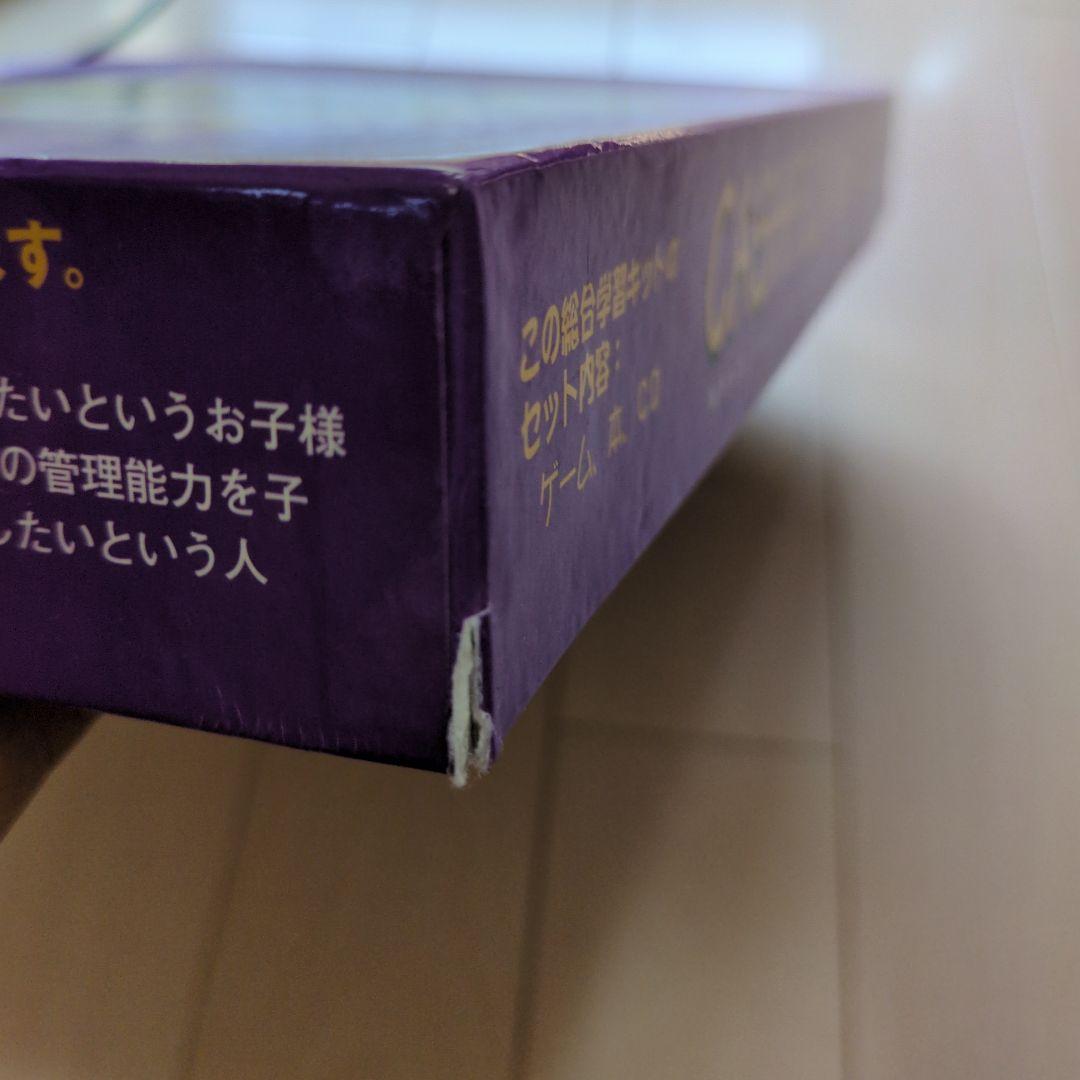 ます。
たいというお子様
の管理能力を子
したいという人
この総合学習キットの
セット内容：
ゲーム、本、CD